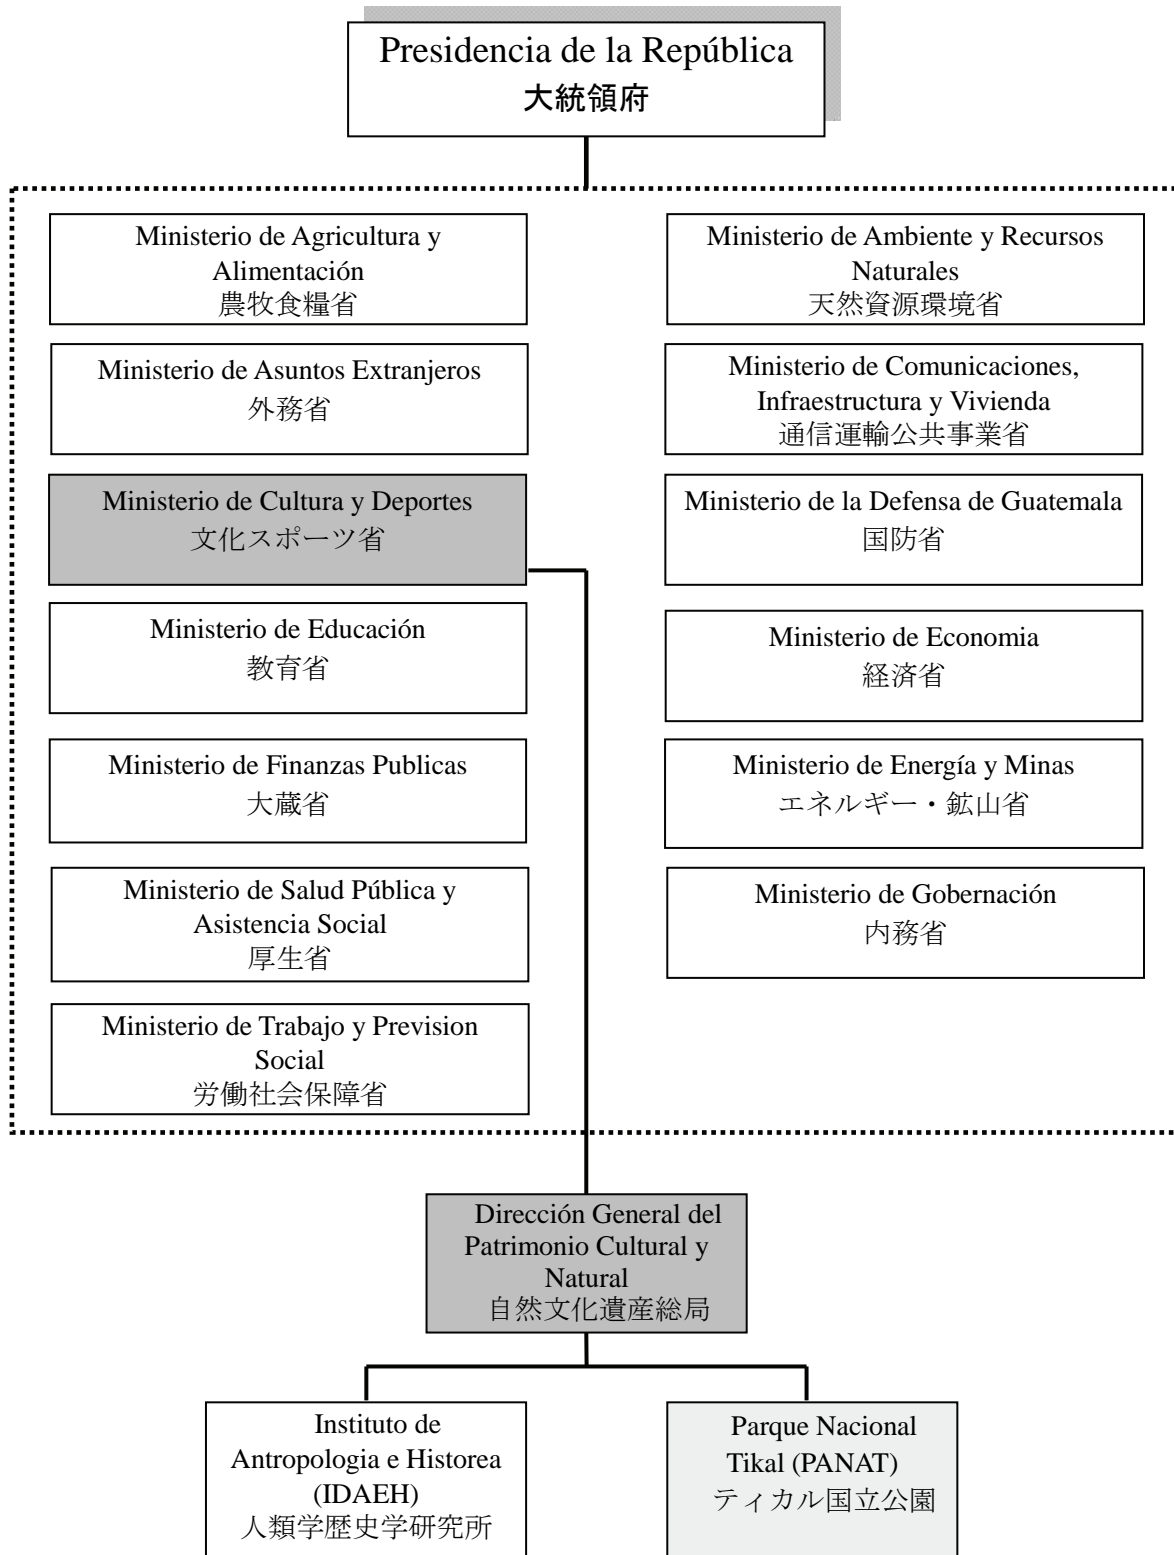 Presidencia de la República
大統領府
Ministerio de Agricultura y
Alimentación
農牧食糧省
Ministerio de Ambiente y Recursos
Naturales
天然資源環境省
Ministerio de Asuntos Extranjeros
外務省
Ministerio de Comunicaciones,
Infraestructura y Vivienda
通信運輸公共事業省
Ministerio de Cultura y Deportes
文化スポーツ省
Ministerio de la Defensa de Guatemala
国防省
Ministerio de Educación
教育省
Ministerio de Economia
経済省
Ministerio de Finanzas Publicas
大蔵省
Ministerio de Energía y Minas
エネルギー・鉱山省
Ministerio de Salud Pública y
Asistencia Social
厚生省
Ministerio de Gobernación
内務省
Ministerio de Trabajo y Prevision
Social
労働社会保障省
Dirección General del
Patrimonio Cultural y
Natural
自然文化遺産総局
Instituto de
Antropologia e Historea
(IDAEH)
人類学歴史学研究所
Parque Nacional
Tikal (PANAT)
ティカル国立公園